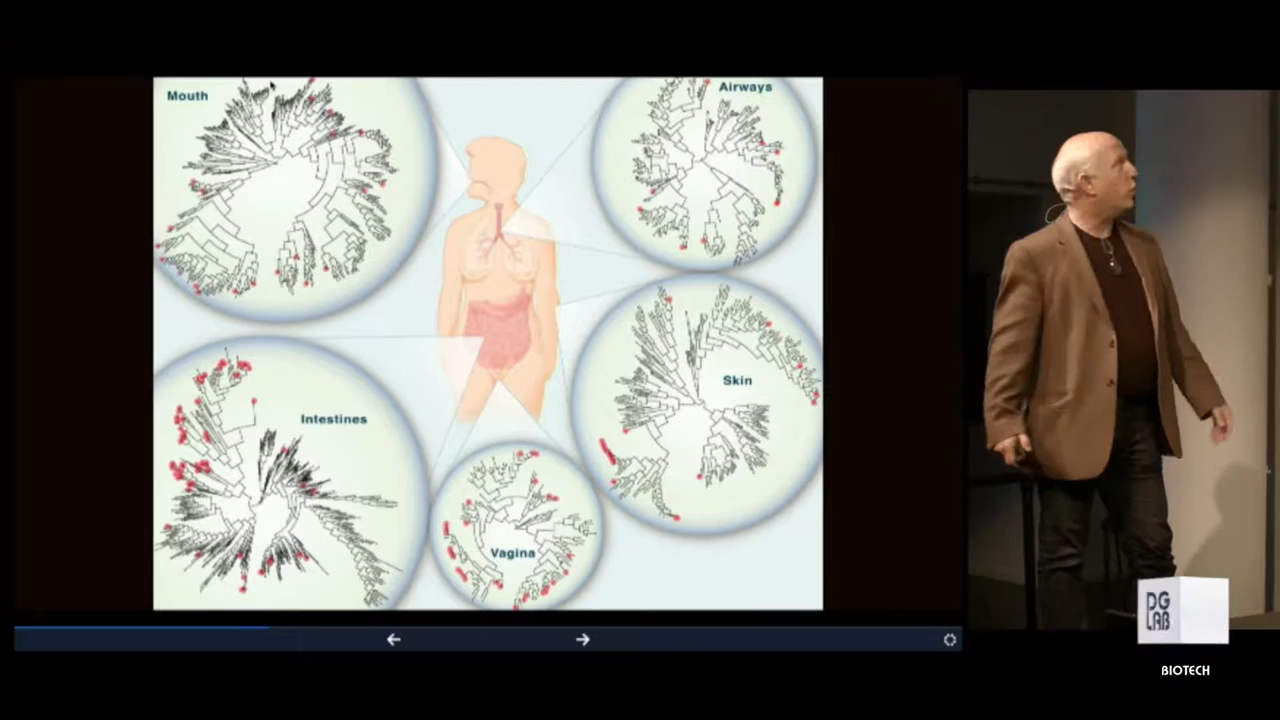 Mouth
Airways
Skin
Intestines
Vagina
DG
LAB
BIOTECH